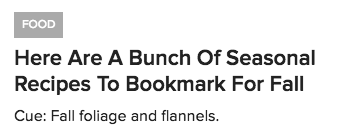 FOOD
Here Are A Bunch Of Seasonal
Recipes To Bookmark For Fall
Cue: Fall foliage and flannels.